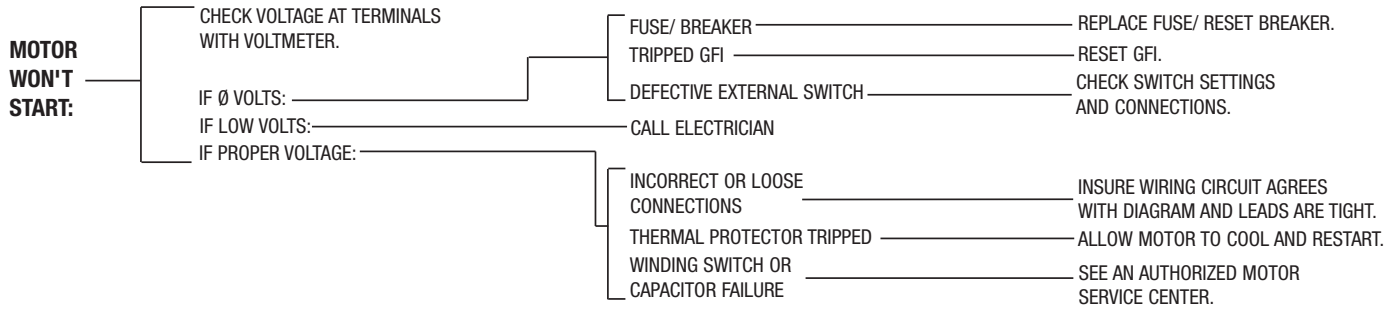 MOTOR
WON'T
START:
CHECK VOLTAGE AT TERMINALS
WITH VOLTMETER.
IF Ø VOLTS:
FUSE/ BREAKER
REPLACE FUSE/ RESET BREAKER.
TRIPPED GFI
RESET GFI.
DEFECTIVE EXTERNAL SWITCH
CHECK SWITCH SETTINGS
AND CONNECTIONS.
IF LOW VOLTS:
CALL ELECTRICIAN
IF PROPER VOLTAGE:
INCORRECT OR LOOSE
CONNECTIONS
INSURE WIRING CIRCUIT AGREES
WITH DIAGRAM AND LEADS ARE TIGHT.
THERMAL PROTECTOR TRIPPED
ALLOW MOTOR TO COOL AND RESTART.
WINDING SWITCH OR
CAPACITOR FAILURE
SEE AN AUTHORIZED MOTOR
SERVICE CENTER.